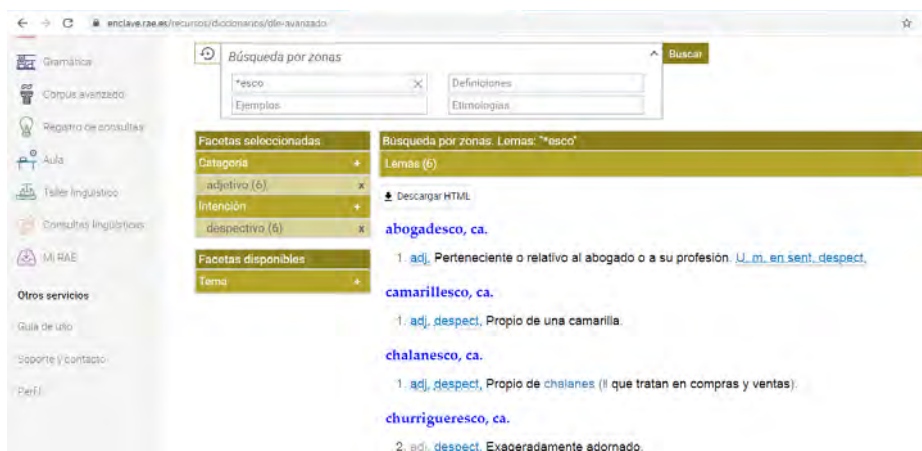 enclave.rae.es/recursos/diccionarios/dle-avanzado
Gramática
Corpus avanzado
Registro de consultas
Aula
Taller lingüístico
Consultas lingüísticas
Mi RAE
Otros servicios
Guía de uso
Soporte y contacto
Perfil
Búsqueda por zonas
Buscar
*esco
Definiciones
Ejemplos
Etimologías
Facetas seleccionadas
Categoría +
adjetivo (6) x
Intención +
despectivo (6) x
Facetas disponibles
Tema +
Búsqueda por zonas. Lemas: "*esco"
Lemas (6)
Descargar HTML
abogadesco, ca.
1. adj. Perteneciente o relativo al abogado o a su profesión. U. m. en sent. despect.
camarillesco, ca.
1. adj. despect. Propio de una camarilla.
chalanesco, ca.
1. adj. despect. Propio de chalanes (‖ que tratan en compras y ventas).
churrigueresco, ca.
2. adj. despect. Exageradamente adornado.